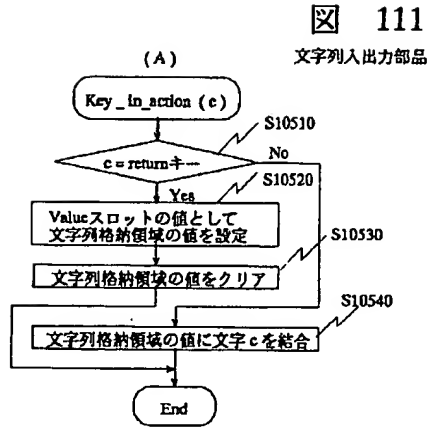 図 111
文字列入出力部品
(A)
Key_in_action (c)
S10510
c = returnキー
No
S10520
Yes
Valueスロットの値として
文字列格納領域の値を設定
S10530
文字列格納領域の値をクリア
S10540
文字列格納領域の値に文字cを結合
End